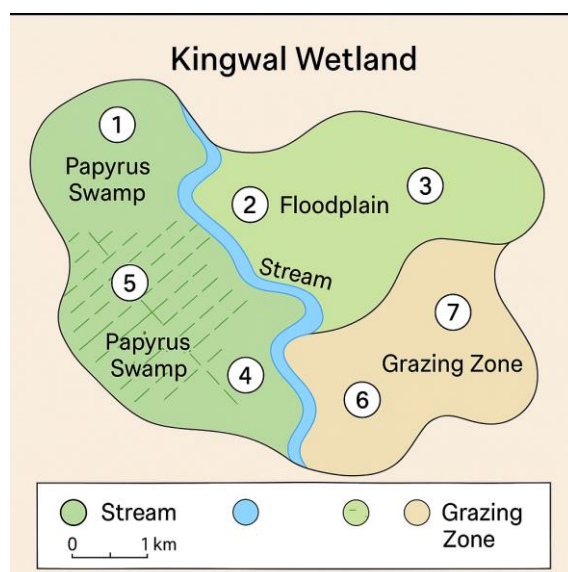 Kingwal Wetland
1
Papyrus
Swamp
2
Floodplain
3
Stream
5
Papyrus
Swamp
4
7
Grazing Zone
6
Stream
Grazing
Zone
0 1 km